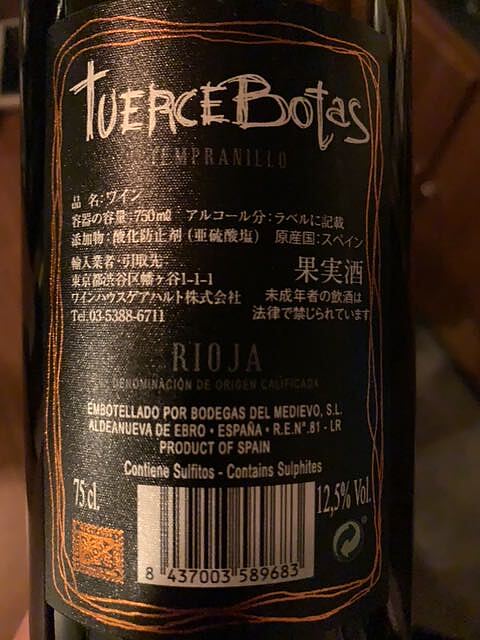 tUERCE Botas
TEMPRANILLO
品 名:ワイン
容器の容量:750㎖ アルコール分:ラベルに記載
添加物:酸化防止剤(亜硫酸塩) 原産国:スペイン
輸入業者・引取先 果実酒
東京都渋谷区幡ヶ谷1-1-1
ワインハウスゲアハルト株式会社 未成年者の飲酒は
Tel.03-5388-6711 法律で禁じられています
RIOJA
DENOMINACIÓN DE ORIGEN CALIFICADA
EMBOTELLADO POR BODEGAS DEL MEDIEVO, S.L.
ALDEANUEVA DE EBRO · ESPAÑA · R.E.Nº.81 - LR
PRODUCT OF SPAIN
Contiene Sulfitos - Contains Sulphites
75 cl. 12,5% Vol.
8 437003 589683